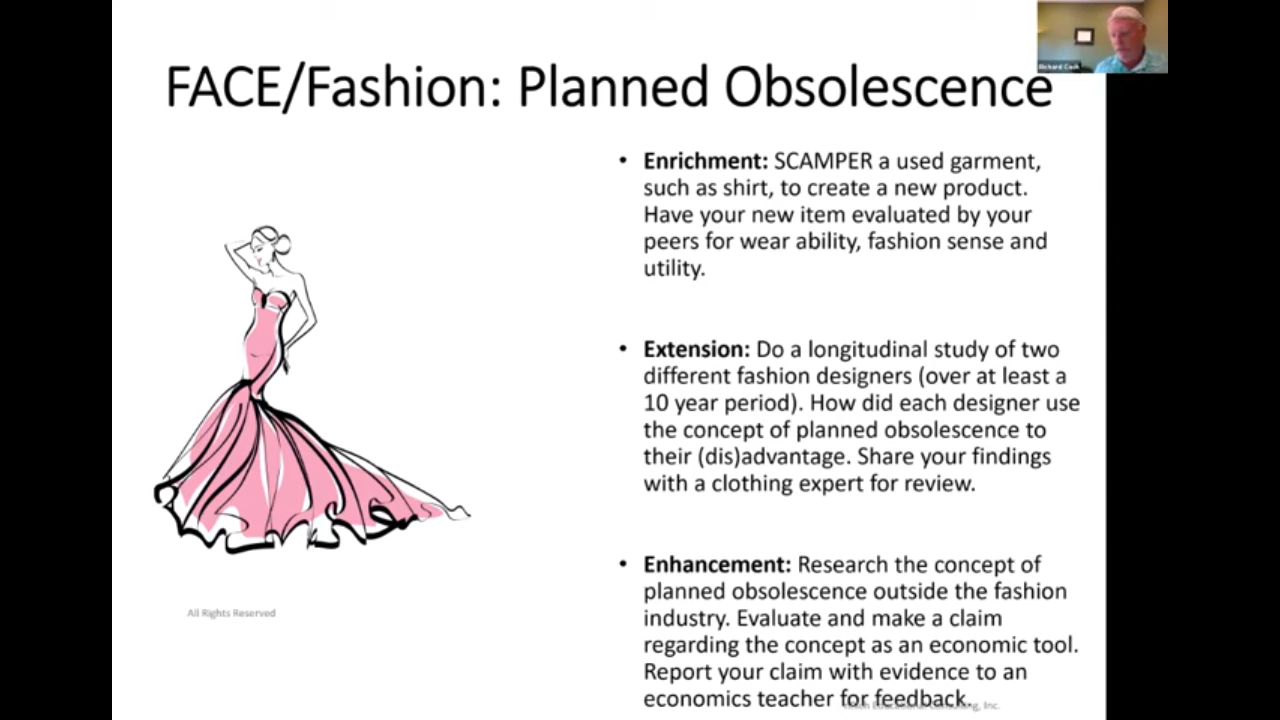 Richard Cash
FACE/Fashion: Planned Obsolescence
• Enrichment: SCAMPER a used garment,
such as shirt, to create a new product.
Have your new item evaluated by your
peers for wear ability, fashion sense and
utility.
• Extension: Do a longitudinal study of two
different fashion designers (over at least a
10 year period). How did each designer use
the concept of planned obsolescence to
their (dis)advantage. Share your findings
with a clothing expert for review.
• Enhancement: Research the concept of
planned obsolescence outside the fashion
industry. Evaluate and make a claim
regarding the concept as an economic tool.
Report your claim with evidence to an
economics teacher for feedback.
All Rights Reserved
Consulting, Inc.